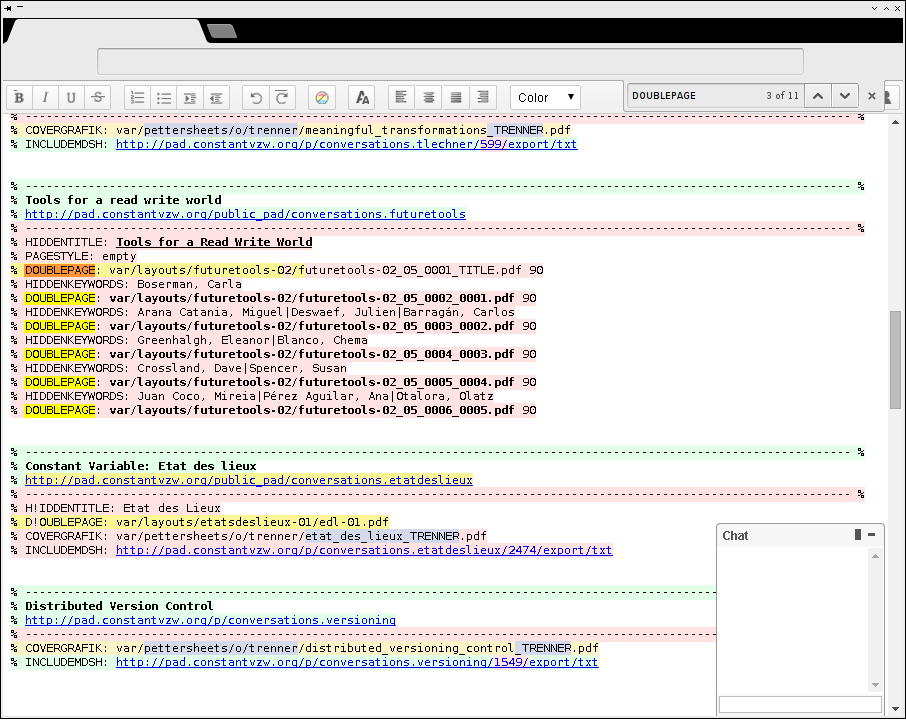 B I U S Color ▼ DOUBLEPAGE 3 of 11
% ---------------------------------------------------------------------------------------------------------------------- %
% COVERGRAFIK: var/pettersheets/o/trenner/meaningful_transformations_TRENNER.pdf
% INCLUDEMDSH: http://pad.constantvzw.org/p/conversations.tlechner/599/export/txt
% ---------------------------------------------------------------------------------------------------------------------- %
% Tools for a read write world
% http://pad.constantvzw.org/public_pad/conversations.futuretools
% ---------------------------------------------------------------------------------------------------------------------- %
% HIDDENTITLE: Tools for a Read Write World
% PAGESTYLE: empty
% DOUBLEPAGE: var/layouts/futuretools-02/futuretools-02_05_0001_TITLE.pdf 90
% HIDDENKEYWORDS: Boserman, Carla
% DOUBLEPAGE: var/layouts/futuretools-02/futuretools-02_05_0002_0001.pdf 90
% HIDDENKEYWORDS: Arana Catania, Miguel|Deswaef, Julien|Barragán, Carlos
% DOUBLEPAGE: var/layouts/futuretools-02/futuretools-02_05_0003_0002.pdf 90
% HIDDENKEYWORDS: Greenhalgh, Eleanor|Blanco, Chema
% DOUBLEPAGE: var/layouts/futuretools-02/futuretools-02_05_0004_0003.pdf 90
% HIDDENKEYWORDS: Crossland, Dave|Spencer, Susan
% DOUBLEPAGE: var/layouts/futuretools-02/futuretools-02_05_0005_0004.pdf 90
% HIDDENKEYWORDS: Juan Coco, Mireia|Pérez Aguilar, Ana|Otalora, Olatz
% DOUBLEPAGE: var/layouts/futuretools-02/futuretools-02_05_0006_0005.pdf 90
% ---------------------------------------------------------------------------------------------------------------------- %
% Constant Variable: Etat des lieux
% http://pad.constantvzw.org/public_pad/conversations.etatdeslieux
% ---------------------------------------------------------------------------------------------------------------------- %
% H!IDDENTITLE: Etat des Lieux
% D!OUBLEPAGE: var/layouts/etatsdeslieux-01/edl-01.pdf
% COVERGRAFIK: var/pettersheets/o/trenner/etat_des_lieux_TRENNER.pdf
% INCLUDEMDSH: http://pad.constantvzw.org/p/conversations.etatdeslieux/2474/export/txt
% ----------------------------------------------------------------------------------------------------
% Distributed Version Control
% http://pad.constantvzw.org/p/conversations.versioning
% ----------------------------------------------------------------------------------------------------
% COVERGRAFIK: var/pettersheets/o/trenner/distributed_versioning_control_TRENNER.pdf
% INCLUDEMDSH: http://pad.constantvzw.org/p/conversations.versioning/1549/export/txt
Chat